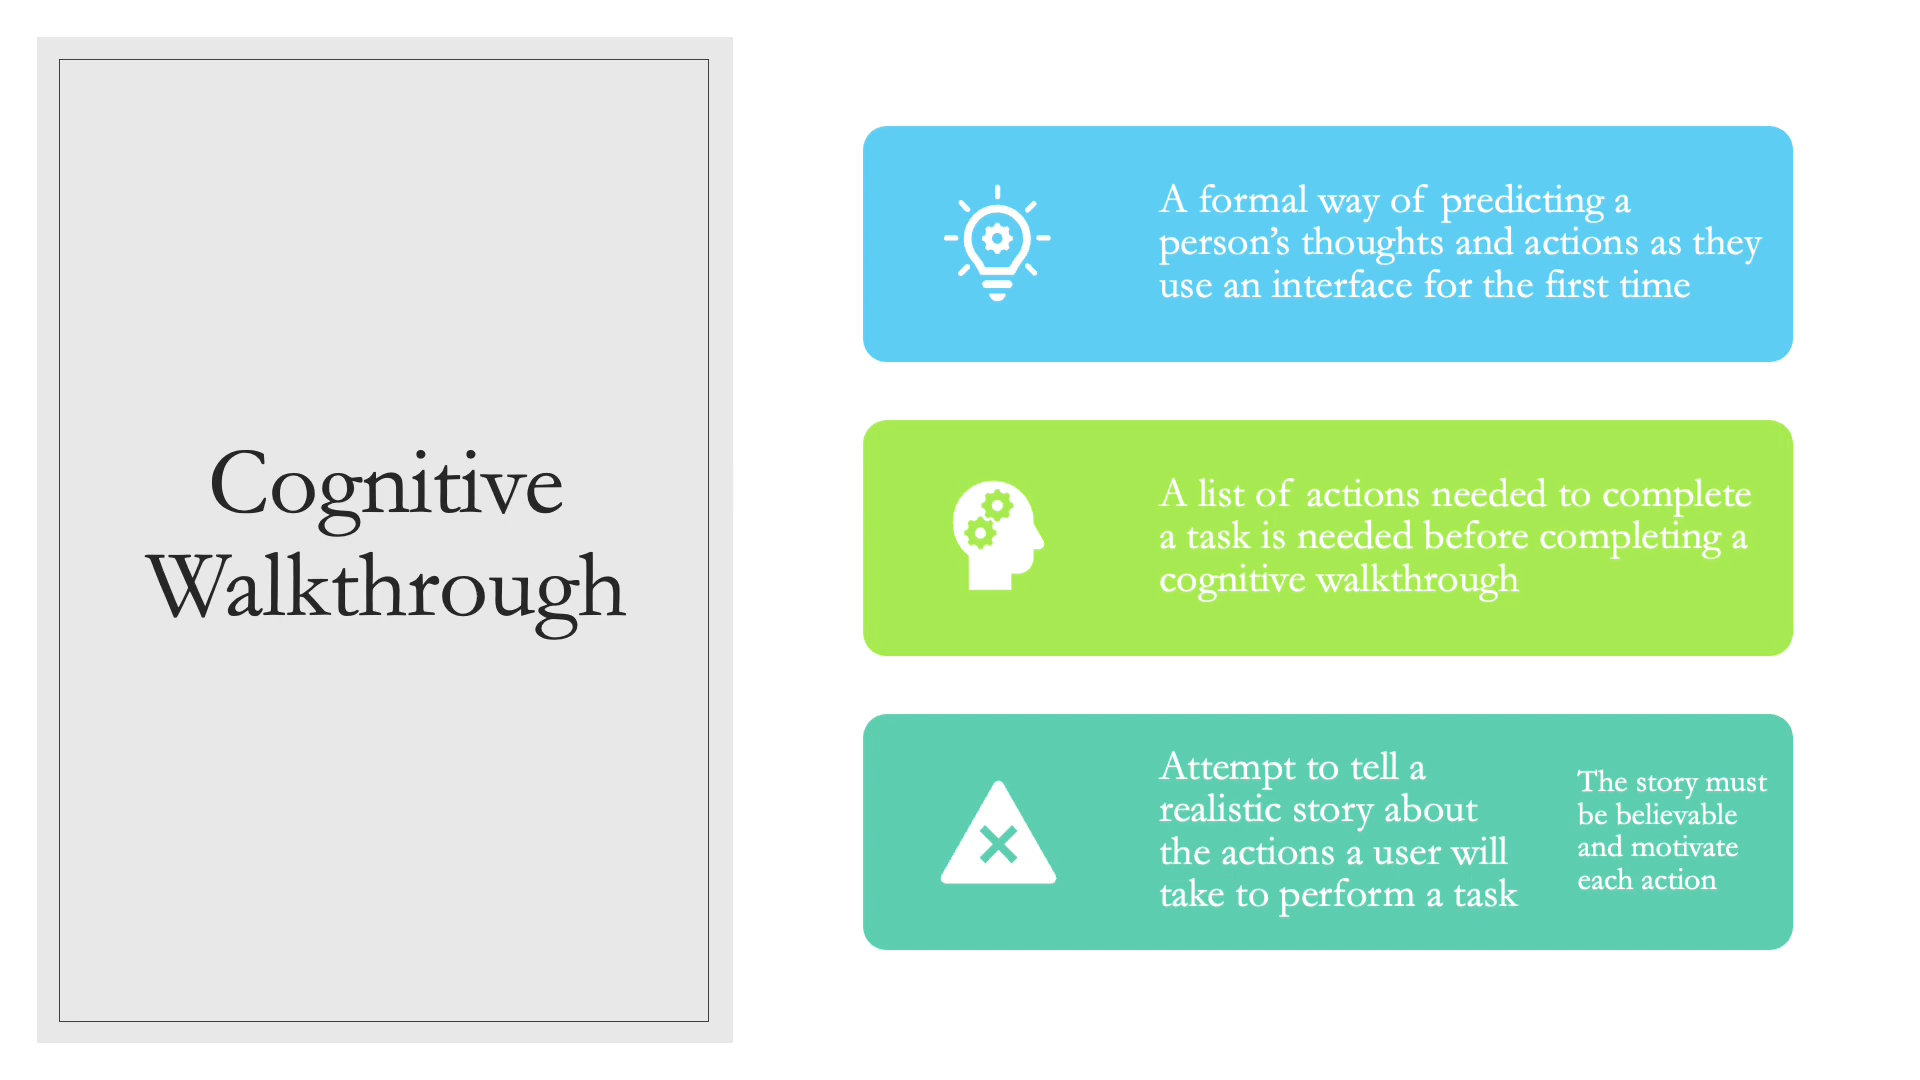 Cognitive
Walkthrough
A formal way of predicting a
person’s thoughts and actions as they
use an interface for the first time
A list of actions needed to complete
a task is needed before completing a
cognitive walkthrough
Attempt to tell a
realistic story about
the actions a user will
take to perform a task
The story must
be believable
and motivate
each action